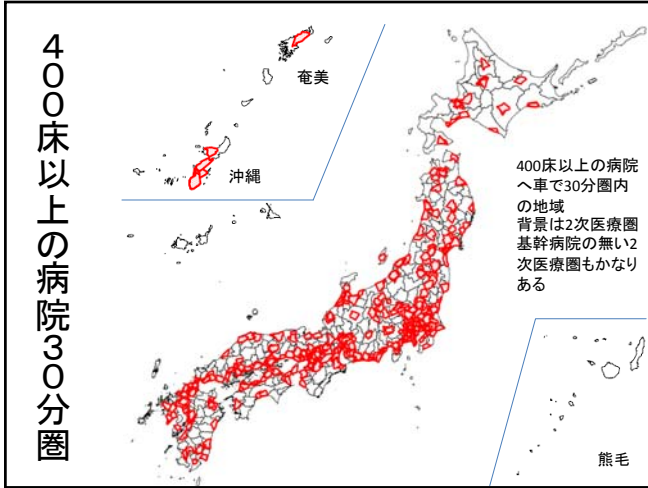 400床以上の病院30分圏
奄美
沖縄
400床以上の病院
へ車で30分圏内
の地域
背景は2次医療圏
基幹病院の無い2
次医療圏もかなり
ある
熊毛